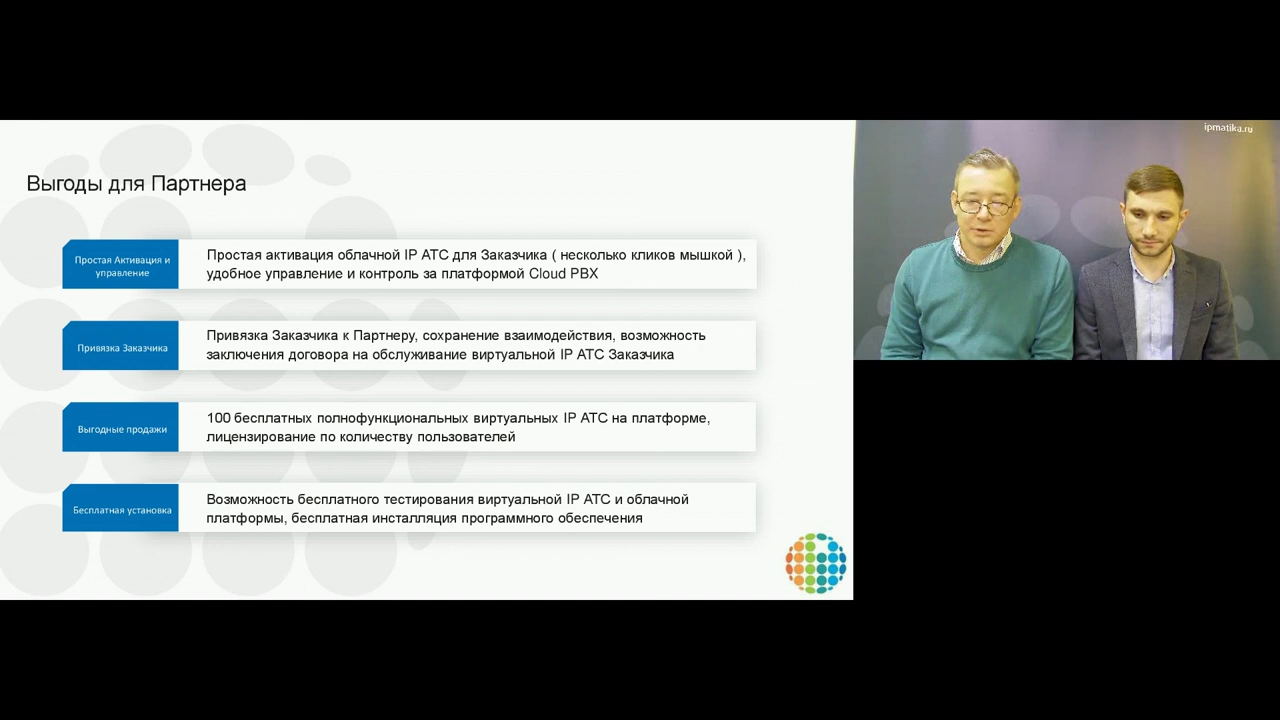 ipmatika.ru
Выгоды для Партнера
Простая Активация и
управление
Простая активация облачной IP АТС для Заказчика ( несколько кликов мышкой ),
удобное управление и контроль за платформой Cloud PBX
Привязка Заказчика
Привязка Заказчика к Партнеру, сохранение взаимодействия, возможность
заключения договора на обслуживание виртуальной IP АТС Заказчика
Выгодные продажи
100 бесплатных полнофункциональных виртуальных IP АТС на платформе,
лицензирование по количеству пользователей
Бесплатная установка
Возможность бесплатного тестирования виртуальной IP АТС и облачной
платформы, бесплатная инсталляция программного обеспечения